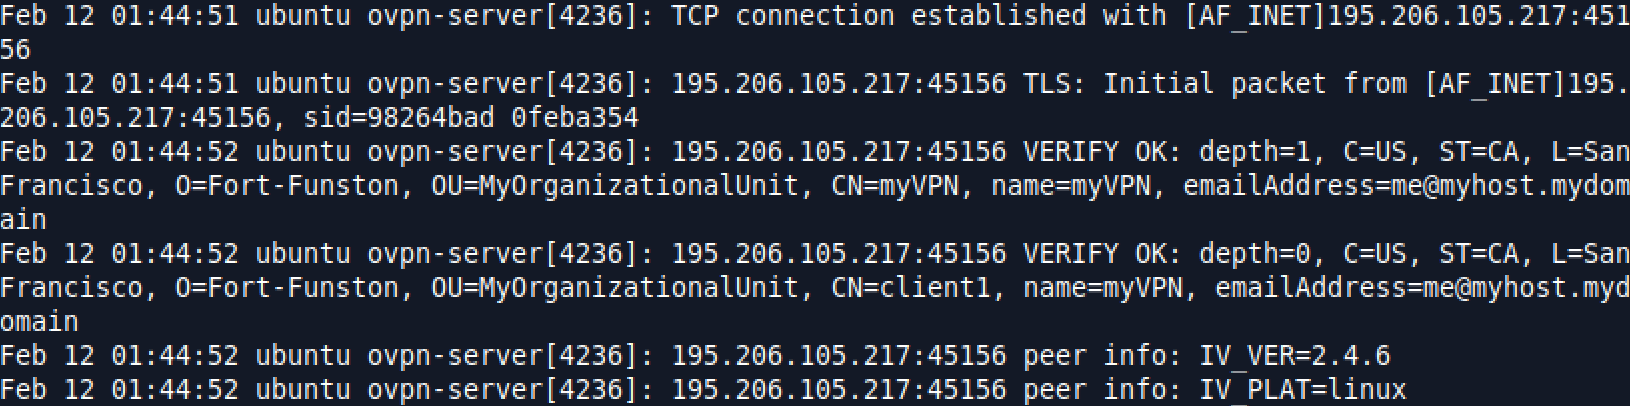 Feb 12 01:44:51 ubuntu ovpn-server[4236]: TCP connection established with [AF_INET]195.206.105.217:451
56
Feb 12 01:44:51 ubuntu ovpn-server[4236]: 195.206.105.217:45156 TLS: Initial packet from [AF_INET]195.
206.105.217:45156, sid=98264bad 0feba354
Feb 12 01:44:52 ubuntu ovpn-server[4236]: 195.206.105.217:45156 VERIFY OK: depth=1, C=US, ST=CA, L=San
Francisco, O=Fort-Funston, OU=MyOrganizationalUnit, CN=myVPN, name=myVPN, emailAddress=me@myhost.mydom
ain
Feb 12 01:44:52 ubuntu ovpn-server[4236]: 195.206.105.217:45156 VERIFY OK: depth=0, C=US, ST=CA, L=San
Francisco, O=Fort-Funston, OU=MyOrganizationalUnit, CN=client1, name=myVPN, emailAddress=me@myhost.myd
omain
Feb 12 01:44:52 ubuntu ovpn-server[4236]: 195.206.105.217:45156 peer info: IV_VER=2.4.6
Feb 12 01:44:52 ubuntu ovpn-server[4236]: 195.206.105.217:45156 peer info: IV_PLAT=linux